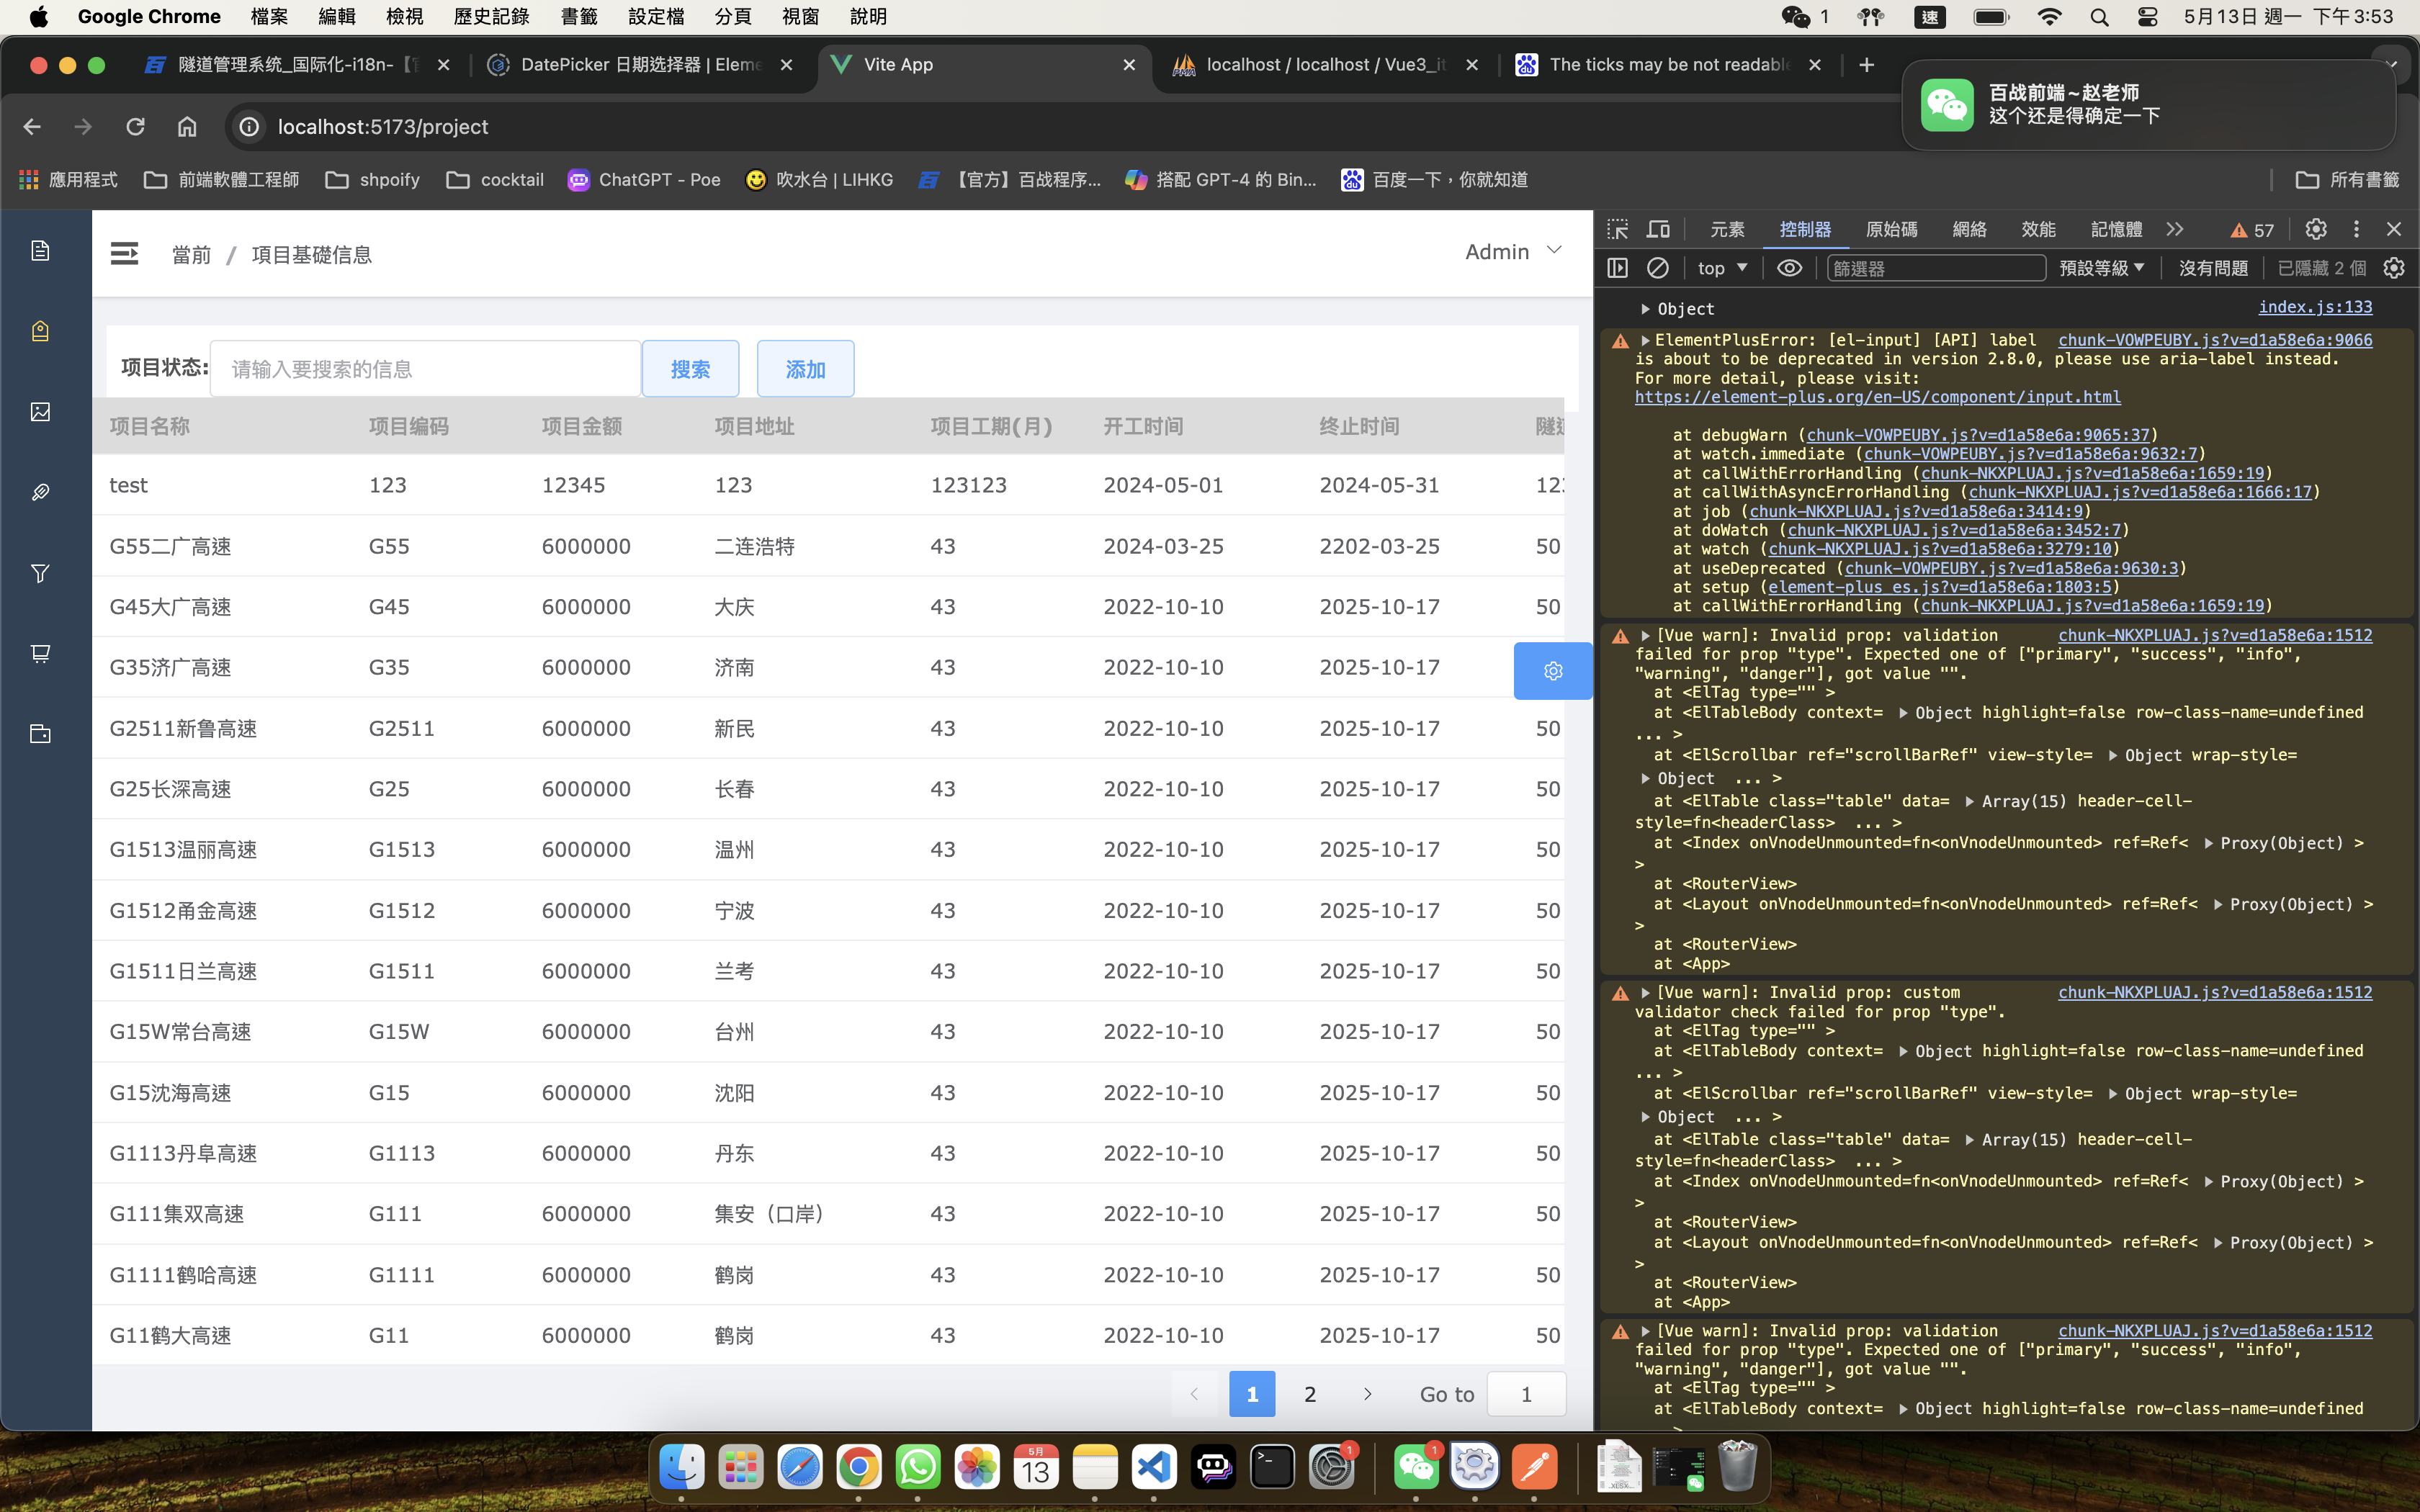 Google Chrome 檔案 編輯 檢視 歷史記錄 書籤 設定檔 分頁 視窗 說明 1 速 5月13日 週一 下午3:53
隧道管理系统_国际化-i18n-【 DatePicker 日期选择器 | Eleme Vite App localhost / localhost / Vue3_it The ticks may be not readabl
百战前端~赵老师
这个还是得确定一下
localhost:5173/project
應用程式 前端軟體工程師 shpoify cocktail ChatGPT - Poe 吹水台 | LIHKG 【官方】百战程序... 搭配 GPT-4 的 Bin... 百度一下，你就知道 所有書籤
當前 / 項目基礎信息 Admin
项目状态: 请输入要搜索的信息 搜索 添加
项目名称 项目编码 项目金额 项目地址 项目工期(月) 开工时间 终止时间
test 123 12345 123 123123 2024-05-01 2024-05-31 12
G55二广高速 G55 6000000 二连浩特 43 2024-03-25 2202-03-25 50
G45大广高速 G45 6000000 大庆 43 2022-10-10 2025-10-17 50
G35济广高速 G35 6000000 济南 43 2022-10-10 2025-10-17
G2511新鲁高速 G2511 6000000 新民 43 2022-10-10 2025-10-17 50
G25长深高速 G25 6000000 长春 43 2022-10-10 2025-10-17 50
G1513温丽高速 G1513 6000000 温州 43 2022-10-10 2025-10-17 50
G1512甬金高速 G1512 6000000 宁波 43 2022-10-10 2025-10-17 50
G1511日兰高速 G1511 6000000 兰考 43 2022-10-10 2025-10-17 50
G15W常台高速 G15W 6000000 台州 43 2022-10-10 2025-10-17 50
G15沈海高速 G15 6000000 沈阳 43 2022-10-10 2025-10-17 50
G1113丹阜高速 G1113 6000000 丹东 43 2022-10-10 2025-10-17 50
G111集双高速 G111 6000000 集安（口岸） 43 2022-10-10 2025-10-17 50
G1111鹤哈高速 G1111 6000000 鹤岗 43 2022-10-10 2025-10-17 50
G11鹤大高速 G11 6000000 鹤岗 43 2022-10-10 2025-10-17 50
1 2 Go to 1
元素 控制器 原始碼 網絡 效能 記憶體 57
top 篩選器 預設等級 沒有問題 已隱藏 2 個
Object index.js:133
ElementPlusError: [el-input] [API] label chunk-VOWPEUBY.js?v=d1a58e6a:9066
is about to be deprecated in version 2.8.0, please use aria-label instead.
For more detail, please visit:
https://element-plus.org/en-US/component/input.html
at debugWarn (chunk-VOWPEUBY.js?v=d1a58e6a:9065:37)
at watch.immediate (chunk-VOWPEUBY.js?v=d1a58e6a:9632:7)
at callWithErrorHandling (chunk-NKXPLUAJ.js?v=d1a58e6a:1659:19)
at callWithAsyncErrorHandling (chunk-NKXPLUAJ.js?v=d1a58e6a:1666:17)
at job (chunk-NKXPLUAJ.js?v=d1a58e6a:3414:9)
at doWatch (chunk-NKXPLUAJ.js?v=d1a58e6a:3452:7)
at watch (chunk-NKXPLUAJ.js?v=d1a58e6a:3279:10)
at useDeprecated (chunk-VOWPEUBY.js?v=d1a58e6a:9630:3)
at setup (element-plus_es.js?v=d1a58e6a:1803:5)
at callWithErrorHandling (chunk-NKXPLUAJ.js?v=d1a58e6a:1659:19)
[Vue warn]: Invalid prop: validation chunk-NKXPLUAJ.js?v=d1a58e6a:1512
failed for prop "type". Expected one of ["primary", "success", "info",
"warning", "danger"], got value "".
at <ElTag type="" >
at <ElTableBody context= Object highlight=false row-class-name=undefined
... >
at <ElScrollbar ref="scrollBarRef" view-style= Object wrap-style=
Object ... >
at <ElTable class="table" data= Array(15) header-cell-
style=fn<headerClass> ... >
at <Index onVnodeUnmounted=fn<onVnodeUnmounted> ref=Ref< Proxy(Object) >
>
at <RouterView>
at <Layout onVnodeUnmounted=fn<onVnodeUnmounted> ref=Ref< Proxy(Object) >
>
at <RouterView>
at <App>
[Vue warn]: Invalid prop: custom chunk-NKXPLUAJ.js?v=d1a58e6a:1512
validator check failed for prop "type".
at <ElTag type="" >
at <ElTableBody context= Object highlight=false row-class-name=undefined
... >
at <ElScrollbar ref="scrollBarRef" view-style= Object wrap-style=
Object ... >
at <ElTable class="table" data= Array(15) header-cell-
style=fn<headerClass> ... >
at <Index onVnodeUnmounted=fn<onVnodeUnmounted> ref=Ref< Proxy(Object) >
>
at <RouterView>
at <Layout onVnodeUnmounted=fn<onVnodeUnmounted> ref=Ref< Proxy(Object) >
>
at <RouterView>
at <App>
[Vue warn]: Invalid prop: validation chunk-NKXPLUAJ.js?v=d1a58e6a:1512
failed for prop "type". Expected one of ["primary", "success", "info",
"warning", "danger"], got value "".
at <ElTag type="" >
at <ElTableBody context= Object highlight=false row-class-name=undefined
5月
13
1
1